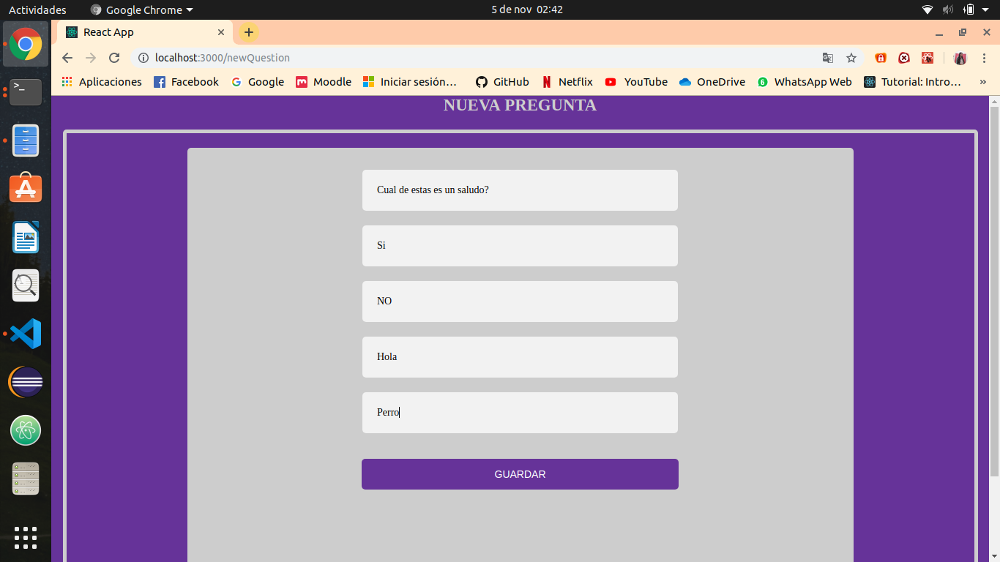 Actividades Google Chrome 5 de nov 02:42
React App
localhost:3000/newQuestion
Aplicaciones Facebook Google Moodle Iniciar sesión… GitHub Netflix YouTube OneDrive 6 WhatsApp Web Tutorial: Intro… »
NUEVA PREGUNTA
Cual de estas es un saludo?
Si
NO
Hola
Perro
GUARDAR